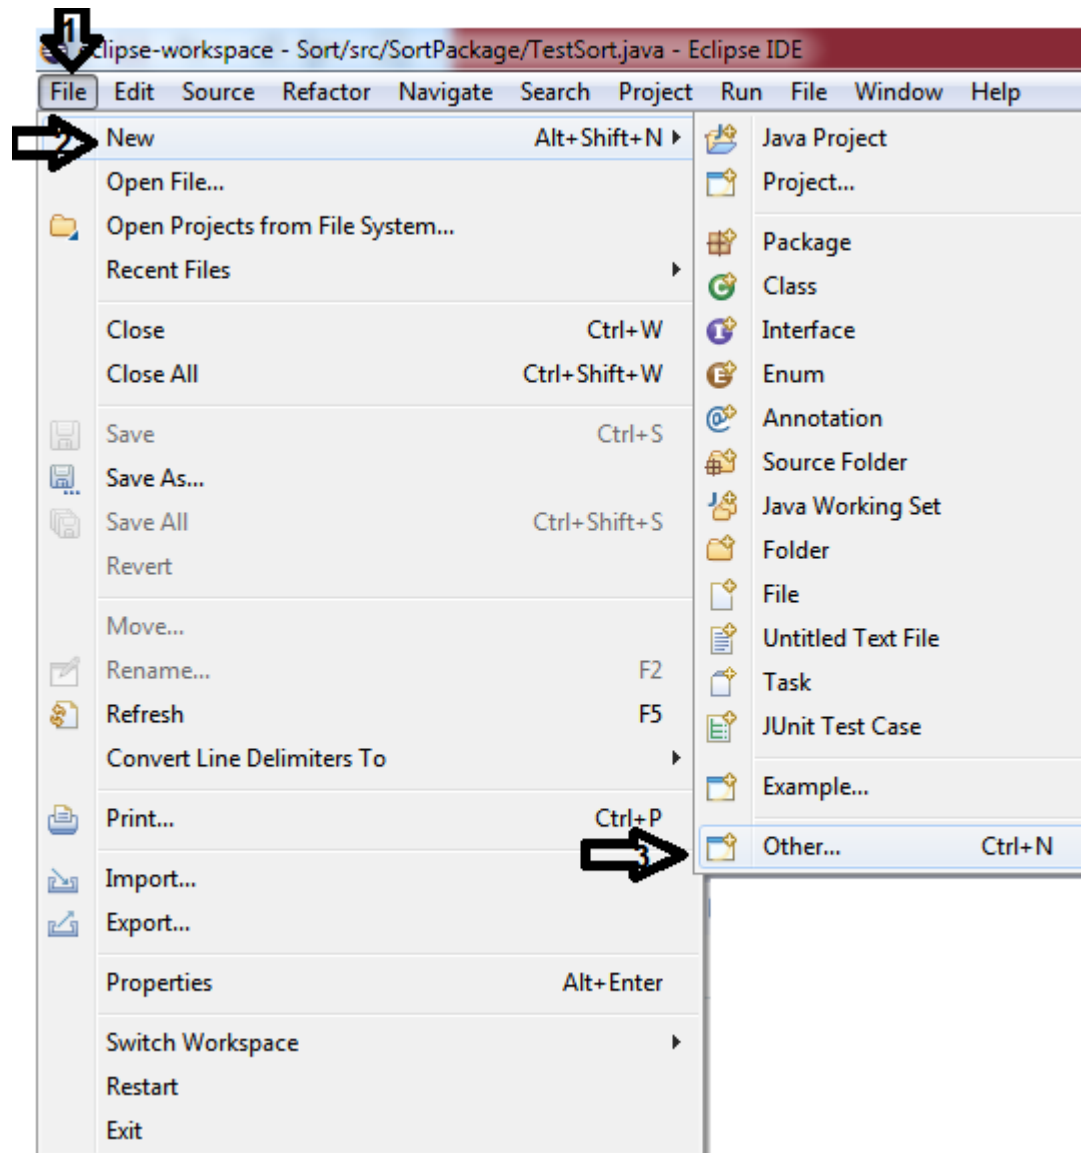 1
clipse-workspace - Sort/src/SortPackage/TestSort.java - Eclipse IDE
File Edit Source Refactor Navigate Search Project Run File Window Help
2
New Alt+Shift+N
Open File...
Open Projects from File System...
Recent Files
Close Ctrl+W
Close All Ctrl+Shift+W
Save Ctrl+S
Save As...
Save All Ctrl+Shift+S
Revert
Move...
Rename... F2
Refresh F5
Convert Line Delimiters To
Print... Ctrl+P
Import...
Export...
Properties Alt+Enter
Switch Workspace
Restart
Exit
Java Project
Project...
Package
Class
Interface
Enum
Annotation
Source Folder
Java Working Set
Folder
File
Untitled Text File
Task
JUnit Test Case
Example...
3
Other... Ctrl+N